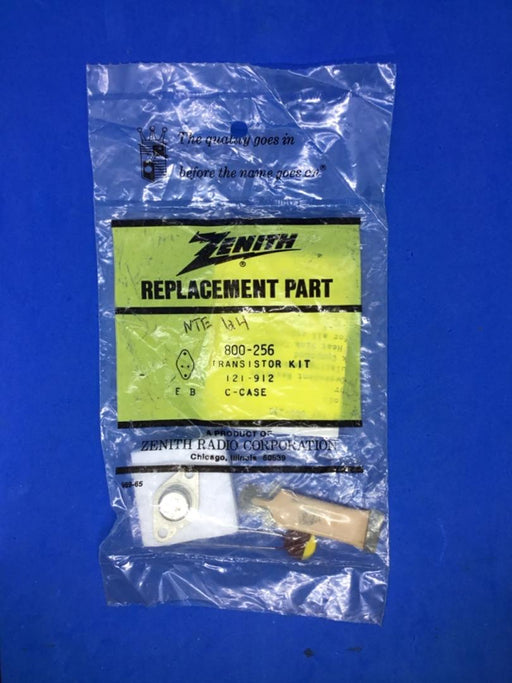 The quality goes in
before the name goes on®
ZENITH
®
REPLACEMENT PART
NTE 124
800-256
TRANSISTOR KIT
121-912
E B C-CASE
A PRODUCT OF
ZENITH RADIO CORPORATION
Chicago, Illinois 60639